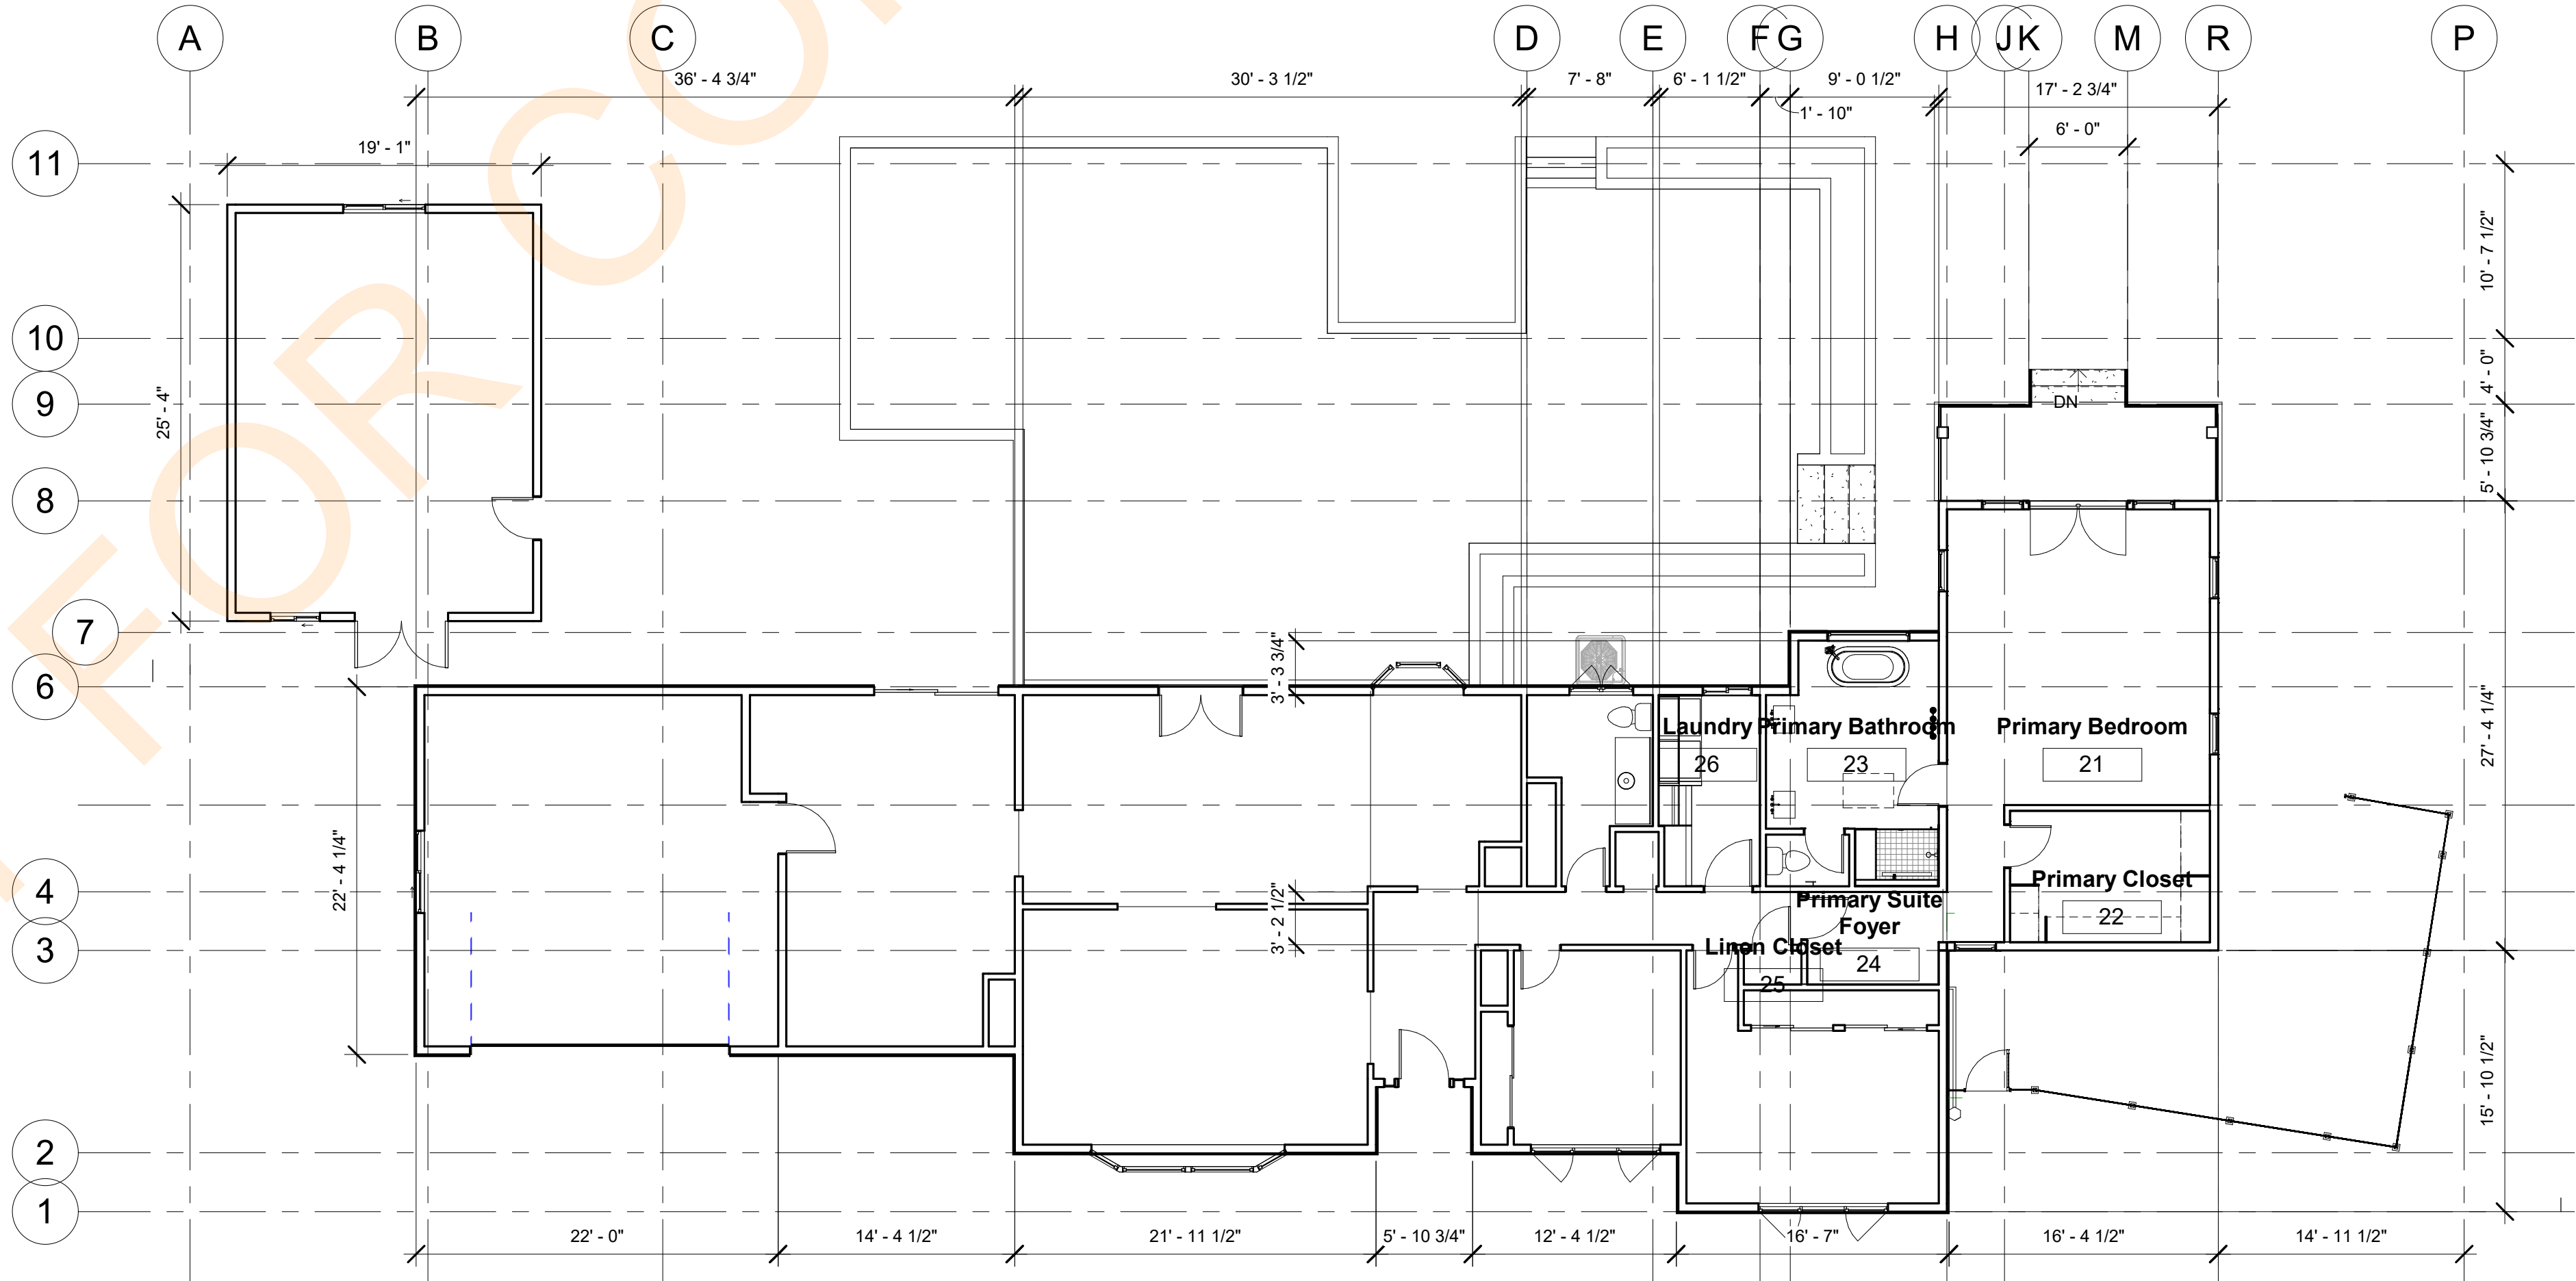 A B C D E F G H J K M R P
36' - 4 3/4" 30' - 3 1/2" 7' - 8" 6' - 1 1/2" 9' - 0 1/2" 17' - 2 3/4"
1' - 10"
6' - 0"
11
19' - 1"
10' - 7 1/2"
10
4' - 0"
9
DN
25' - 4"
5' - 10 3/4"
8
7
3' - 3 3/4"
6
Laundry Primary Bathroom Primary Bedroom
26 23 21
27' - 4 1/4"
22' - 4 1/4"
4
Primary Closet
22
3' - 2 1/2"
Primary Suite
Foyer
24
3
Linen Closet
25
15' - 10 1/2"
2
1
22' - 0" 14' - 4 1/2" 21' - 11 1/2" 5' - 10 3/4" 12' - 4 1/2" 16' - 7" 16' - 4 1/2" 14' - 11 1/2"
FOR CO